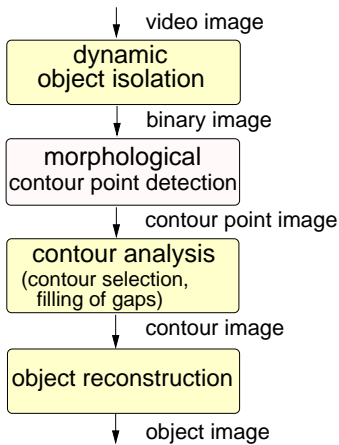 video image
dynamic
object isolation
binary image
morphological
contour point detection
contour point image
contour analysis
(contour selection,
filling of gaps)
contour image
object reconstruction
object image